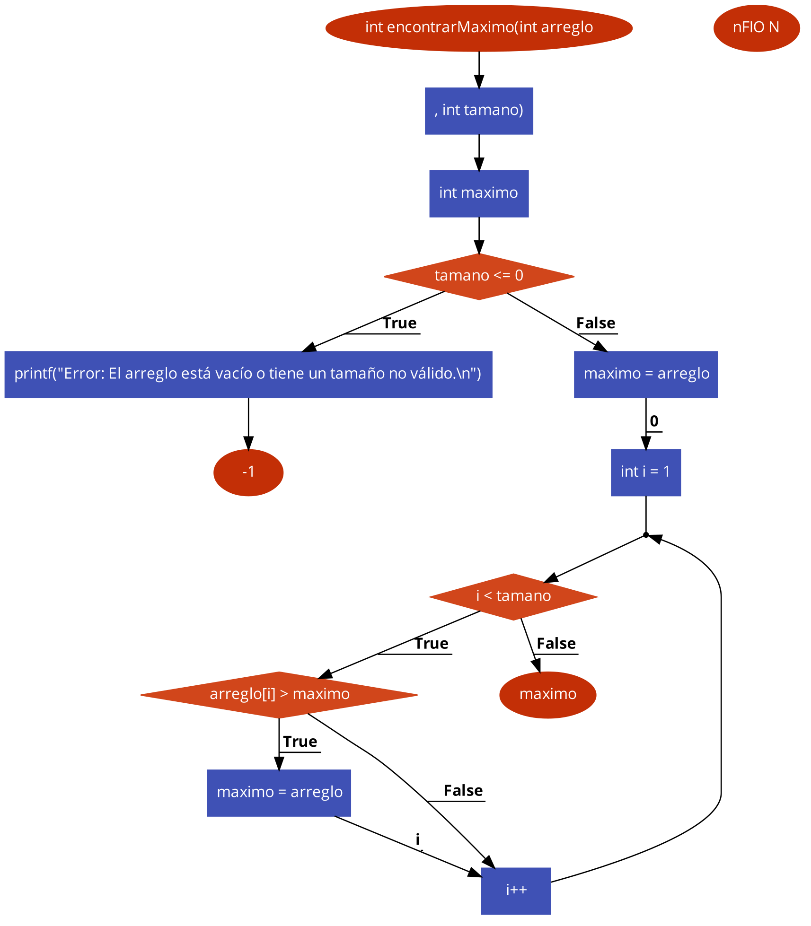 int encontrarMaximo(int arreglo
nFIO N
, int tamano)
int maximo
tamano <= 0
True
False
printf("Error: El arreglo está vacío o tiene un tamaño no válido.\n")
maximo = arreglo
0
-1
int i = 1
i < tamano
True
False
arreglo[i] > maximo
maximo
True
False
maximo = arreglo
i
i++